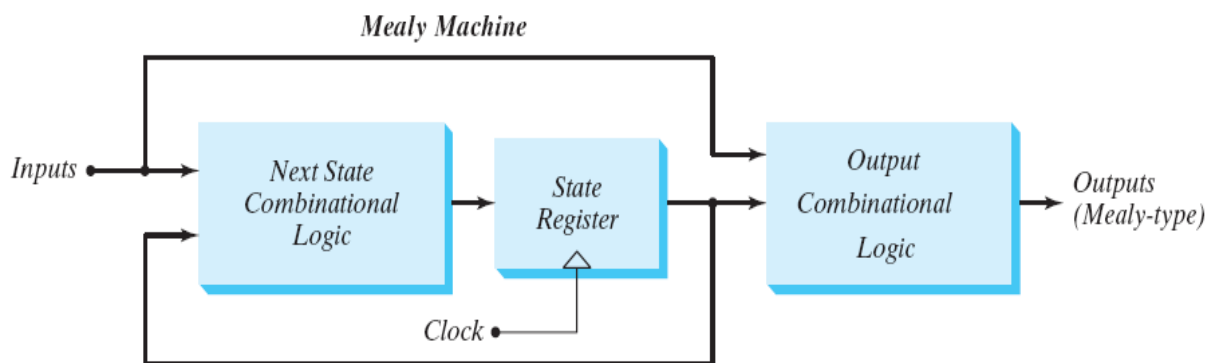 Mealy Machine
Inputs
Next State
Combinational
Logic
State
Register
Clock
Output
Combinational
Logic
Outputs
(Mealy-type)